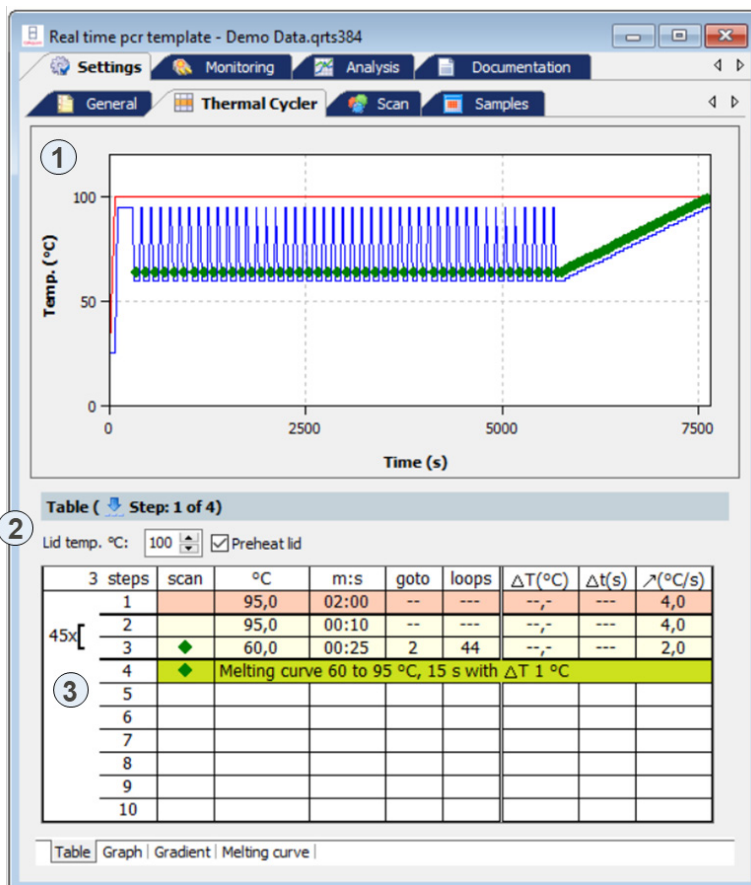 Real time pcr template - Demo Data.qrts384
Settings Monitoring Analysis Documentation
General Thermal Cycler Scan Samples
1
100
50
0
Temp. (°C)
0 2500 5000 7500
Time (s)
Table ( Step: 1 of 4)
2
Lid temp. °C: 100 Preheat lid
3 steps scan °C m:s goto loops △T(°C) △t(s) ↗(°C/s)
1 95,0 02:00 -- --- --,- --- 4,0
45x[
2 95,0 00:10 -- --- --,- --- 4,0
3 60,0 00:25 2 44 --,- --- 2,0
4 Melting curve 60 to 95 °C, 15 s with △T 1 °C
3
5
6
7
8
9
10
Table Graph Gradient Melting curve